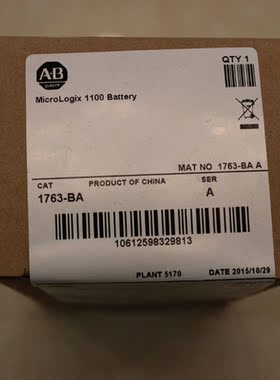 A-B
QTY 1
MicroLogix 1100 Battery
MAT NO 1763-BA A
CAT PRODUCT OF CHINA SER
1763-BA A
10612598329813
PLANT 5170 DATE 2015/10/29